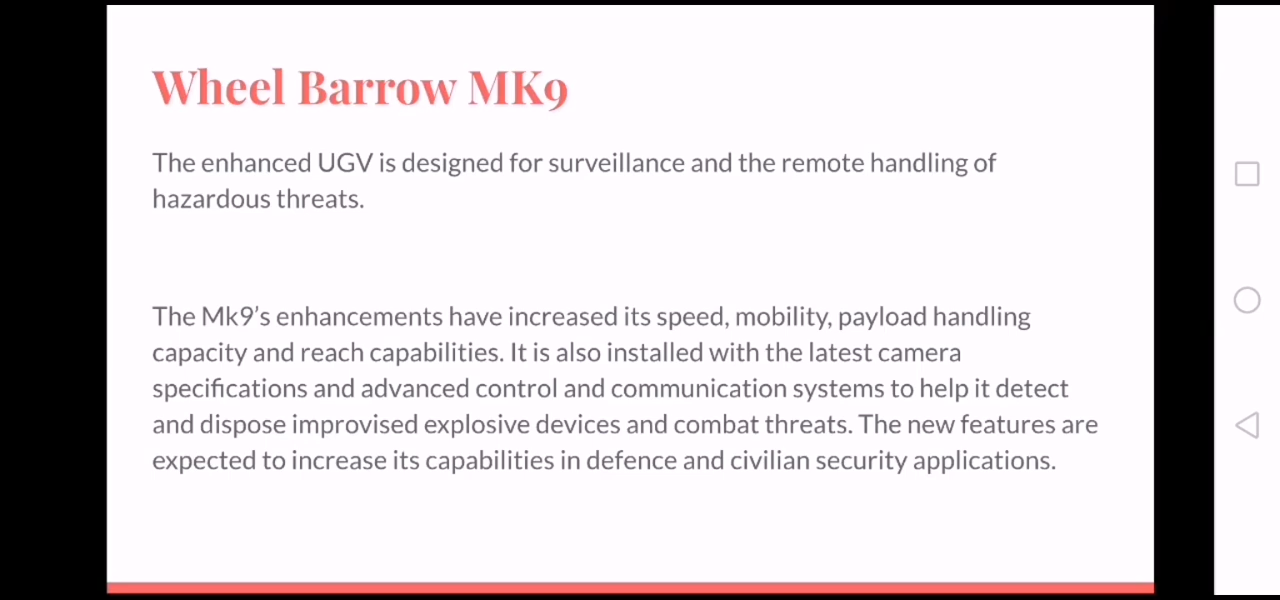 Wheel Barrow MK9
The enhanced UGV is designed for surveillance and the remote handling of
hazardous threats.
The Mk9’s enhancements have increased its speed, mobility, payload handling
capacity and reach capabilities. It is also installed with the latest camera
specifications and advanced control and communication systems to help it detect
and dispose improvised explosive devices and combat threats. The new features are
expected to increase its capabilities in defence and civilian security applications.